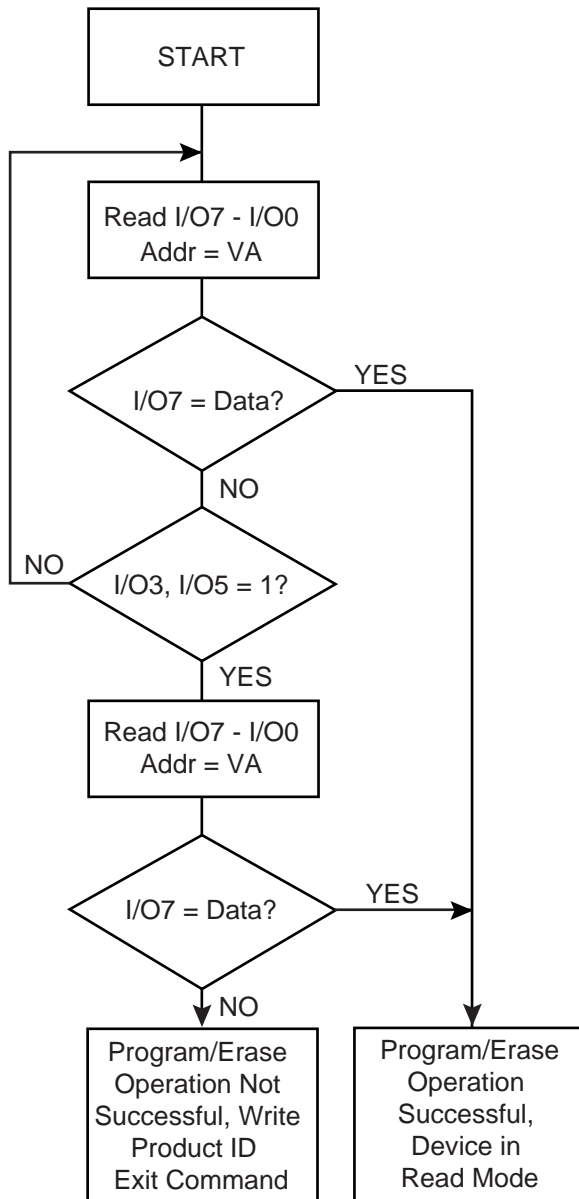 START
Read I/O7 - I/O0
Addr = VA
I/O7 = Data?
YES
NO
NO
I/O3, I/O5 = 1?
YES
Read I/O7 - I/O0
Addr = VA
I/O7 = Data?
YES
NO
Program/Erase
Operation Not
Successful, Write
Product ID
Exit Command
Program/Erase
Operation
Successful,
Device in
Read Mode